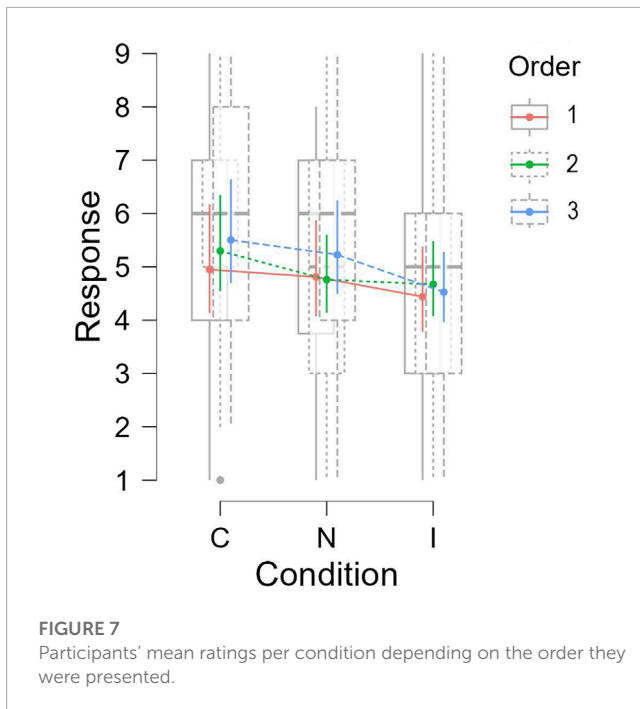 9
8
7
6
5
4
3
2
1
Response
C N I
Condition
Order
1
2
3
FIGURE 7
Participants' mean ratings per condition depending on the order they
were presented.